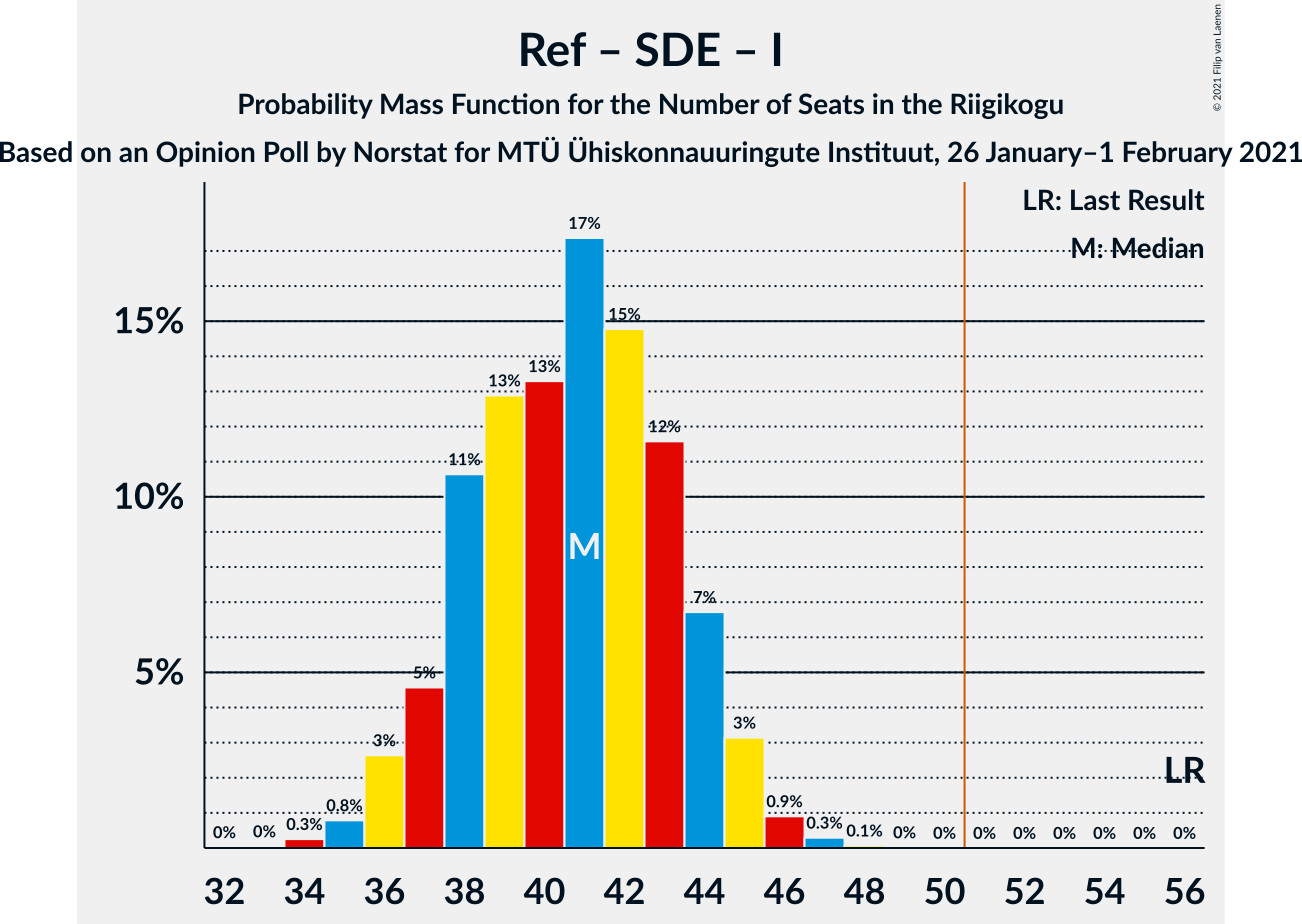 Ref – SDE – I
Probability Mass Function for the Number of Seats in the Riigikogu
Based on an Opinion Poll by Norstat for MTÜ Ühiskonnauuringute Instituut, 26 January–1 February 2021
© 2021 Filip van Laenen
LR: Last Result
M: Median
15%
10%
5%
0% 0% 0.3% 0.8% 3% 5% 11% 13% 13% 17% 15% 12% 7% 3% 0.9% 0.3% 0.1% 0% 0% 0% 0% 0% 0% 0% 0%
M
LR
32 34 36 38 40 42 44 46 48 50 52 54 56